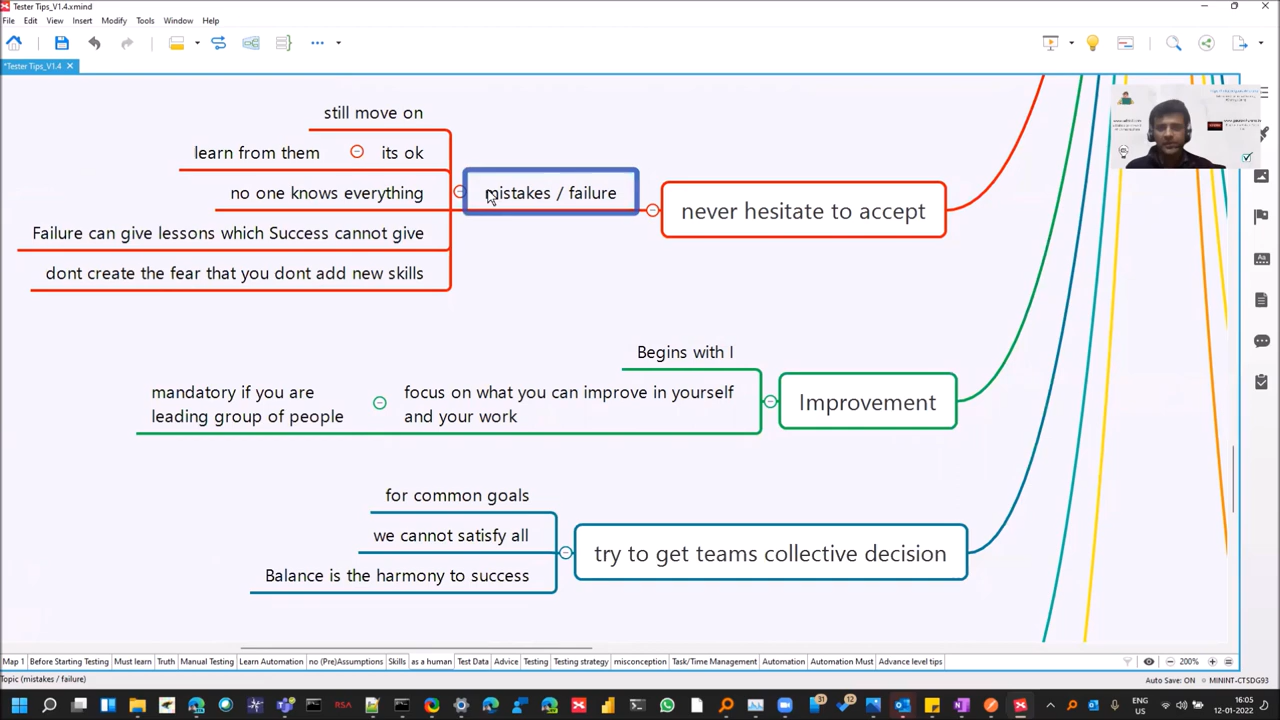 Tester Tips_V1.4.xmind
File Edit View Insert Modify Tools Window Help
*Tester Tips_V1.4
still move on
learn from them
its ok
no one knows everything
mistakes / failure
never hesitate to accept
Failure can give lessons which Success cannot give
dont create the fear that you dont add new skills
Begins with I
mandatory if you are
leading group of people
focus on what you can improve in yourself
and your work
Improvement
for common goals
we cannot satisfy all
try to get teams collective decision
Balance is the harmony to success
Map 1 Before Starting Testing Must learn Truth Manual Testing Learn Automation no (Pre)Assumptions Skills as a human Test Data Advice Testing Testing strategy misconception Task/Time Management Automation Automation Must Advance level tips
200%
Topic (mistakes / failure)
Auto Save: ON MININT-CTSDG93
RSA
31
12
ENG
US
16:05
12-01-2022